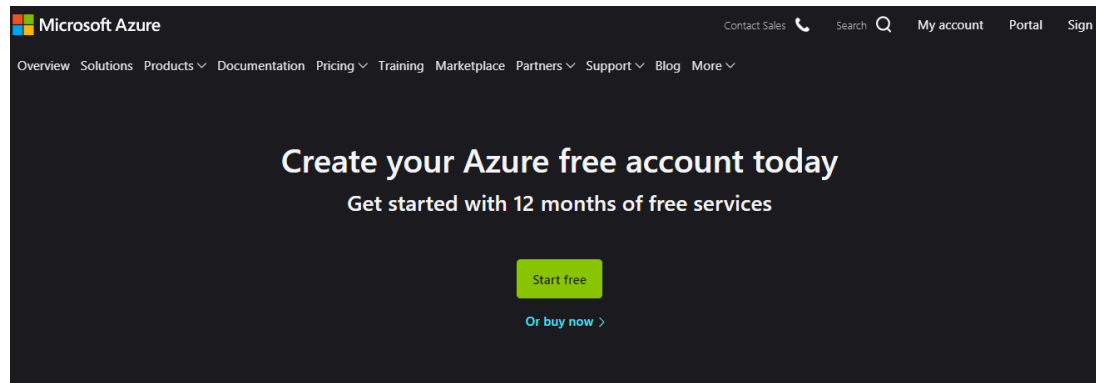 Microsoft Azure Contact Sales Search My account Portal Sign
Overview Solutions Products Documentation Pricing Training Marketplace Partners Support Blog More
Create your Azure free account today
Get started with 12 months of free services
Start free
Or buy now